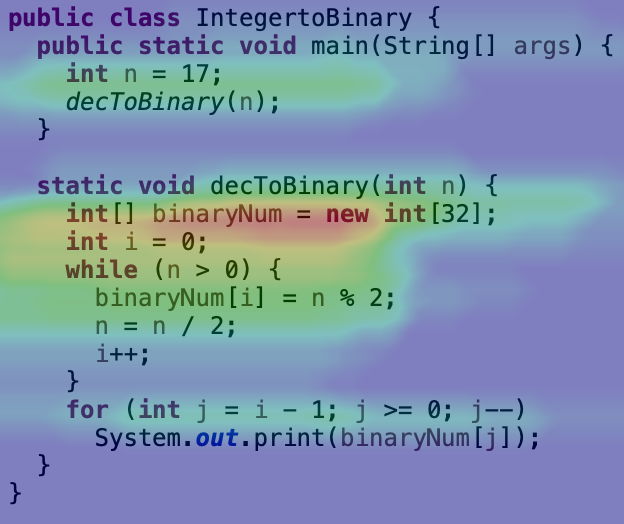 public class IntegertoBinary {
public static void main(String[] args) {
int n = 17;
decToBinary(n);
}
static void decToBinary(int n) {
int[] binaryNum = new int[32];
int i = 0;
while (n > 0) {
binaryNum[i] = n % 2;
n = n / 2;
i++;
}
for (int j = i - 1; j >= 0; j--)
System.out.print(binaryNum[j]);
}
}